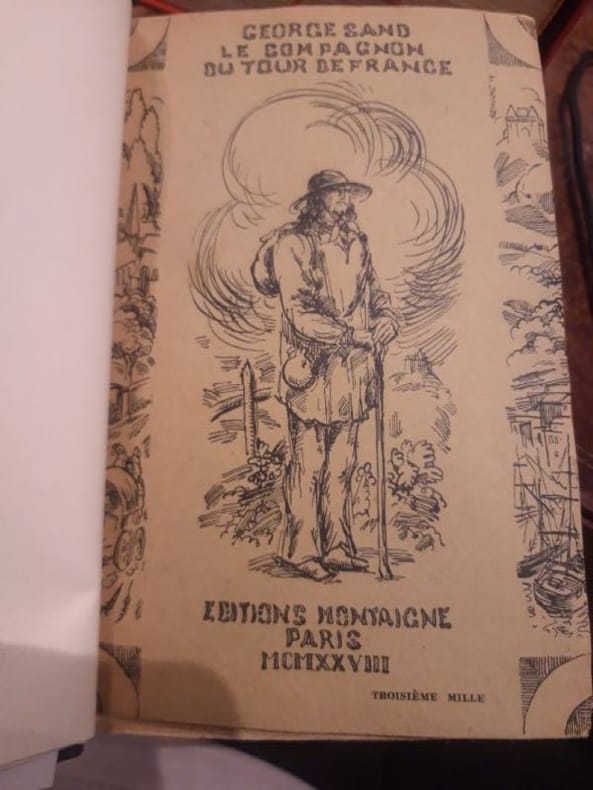 GEORGE SAND
LE COMPAGNON
DU TOUR DE FRANCE
EDITIONS MONTAIGNE
PARIS
MCMXXVIII
TROISIÈME MILLE